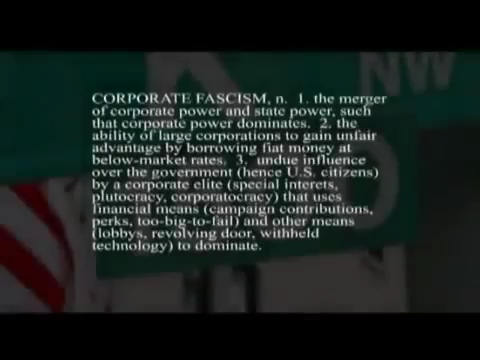 NW
CORPORATE FASCISM, n.  1. the merger
of corporate power and state power, such
that corporate power dominates.  2. the
ability of large corporations to gain unfair
advantage by borrowing fiat money at
below-market rates.  3.  undue influence
over the government (hence U.S. citizens)
by a corporate elite (special interets,
plutocracy, corporatocracy) that uses
financial means (campaign contributions,
perks, too-big-to-fail) and other means
(lobbys, revolving door, withheld
technology) to dominate.